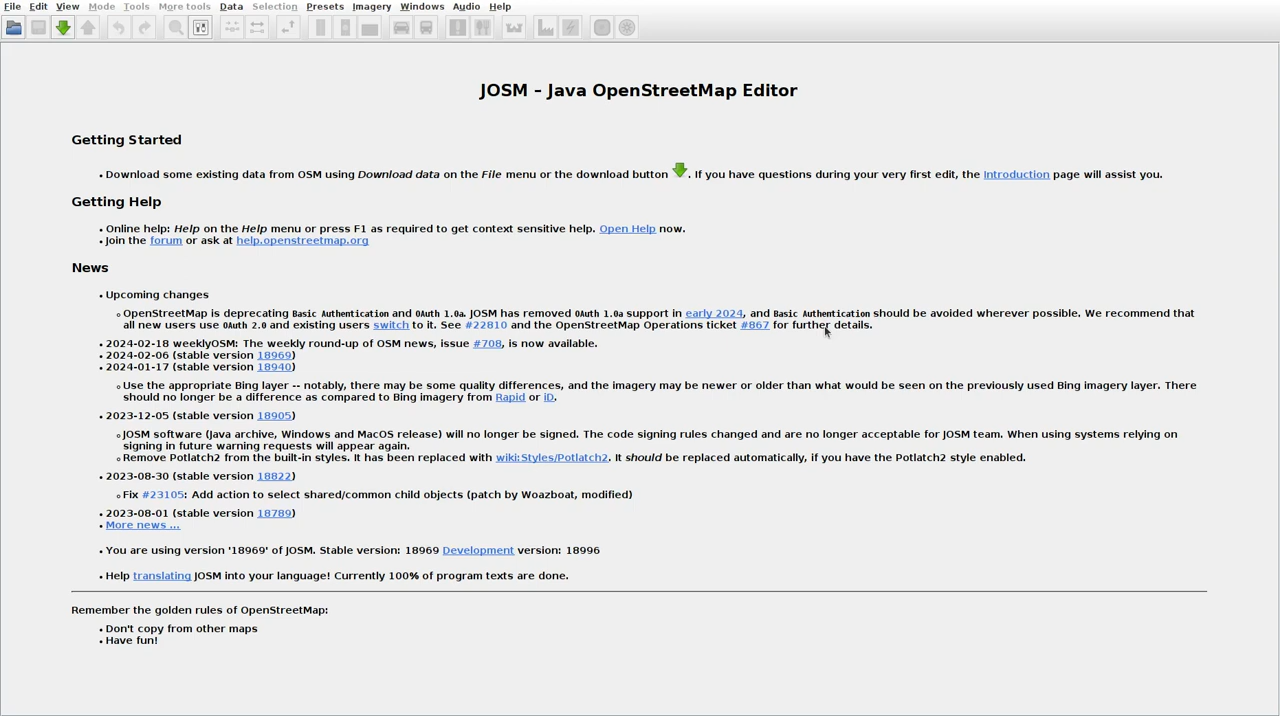 File Edit View Mode Tools More tools Data Selection Presets Imagery Windows Audio Help
JOSM – Java OpenStreetMap Editor
Getting Started
• Download some existing data from OSM using Download data on the File menu or the download button . If you have questions during your very first edit, the Introduction page will assist you.
Getting Help
• Online help: Help on the Help menu or press F1 as required to get context sensitive help. Open Help now.
• Join the forum or ask at help.openstreetmap.org
News
• Upcoming changes
◦ OpenStreetMap is deprecating Basic Authentication and OAuth 1.0a. JOSM has removed OAuth 1.0a support in early 2024, and Basic Authentication should be avoided wherever possible. We recommend that
all new users use OAuth 2.0 and existing users switch to it. See #22810 and the OpenStreetMap Operations ticket #867 for further details.
• 2024-02-18 weeklyOSM: The weekly round-up of OSM news, issue #708, is now available.
• 2024-02-06 (stable version 18969)
• 2024-01-17 (stable version 18940)
◦ Use the appropriate Bing layer -- notably, there may be some quality differences, and the imagery may be newer or older than what would be seen on the previously used Bing imagery layer. There
should no longer be a difference as compared to Bing imagery from Rapid or iD.
• 2023-12-05 (stable version 18905)
◦ JOSM software (Java archive, Windows and MacOS release) will no longer be signed. The code signing rules changed and are no longer acceptable for JOSM team. When using systems relying on
signing in future warning requests will appear again.
◦ Remove Potlatch2 from the built-in styles. It has been replaced with wiki:Styles/Potlatch2. It should be replaced automatically, if you have the Potlatch2 style enabled.
• 2023-08-30 (stable version 18822)
◦ Fix #23105: Add action to select shared/common child objects (patch by Woazboat, modified)
• 2023-08-01 (stable version 18789)
• More news ...
• You are using version '18969' of JOSM. Stable version: 18969 Development version: 18996
• Help translating JOSM into your language! Currently 100% of program texts are done.
Remember the golden rules of OpenStreetMap:
• Don't copy from other maps
• Have fun!